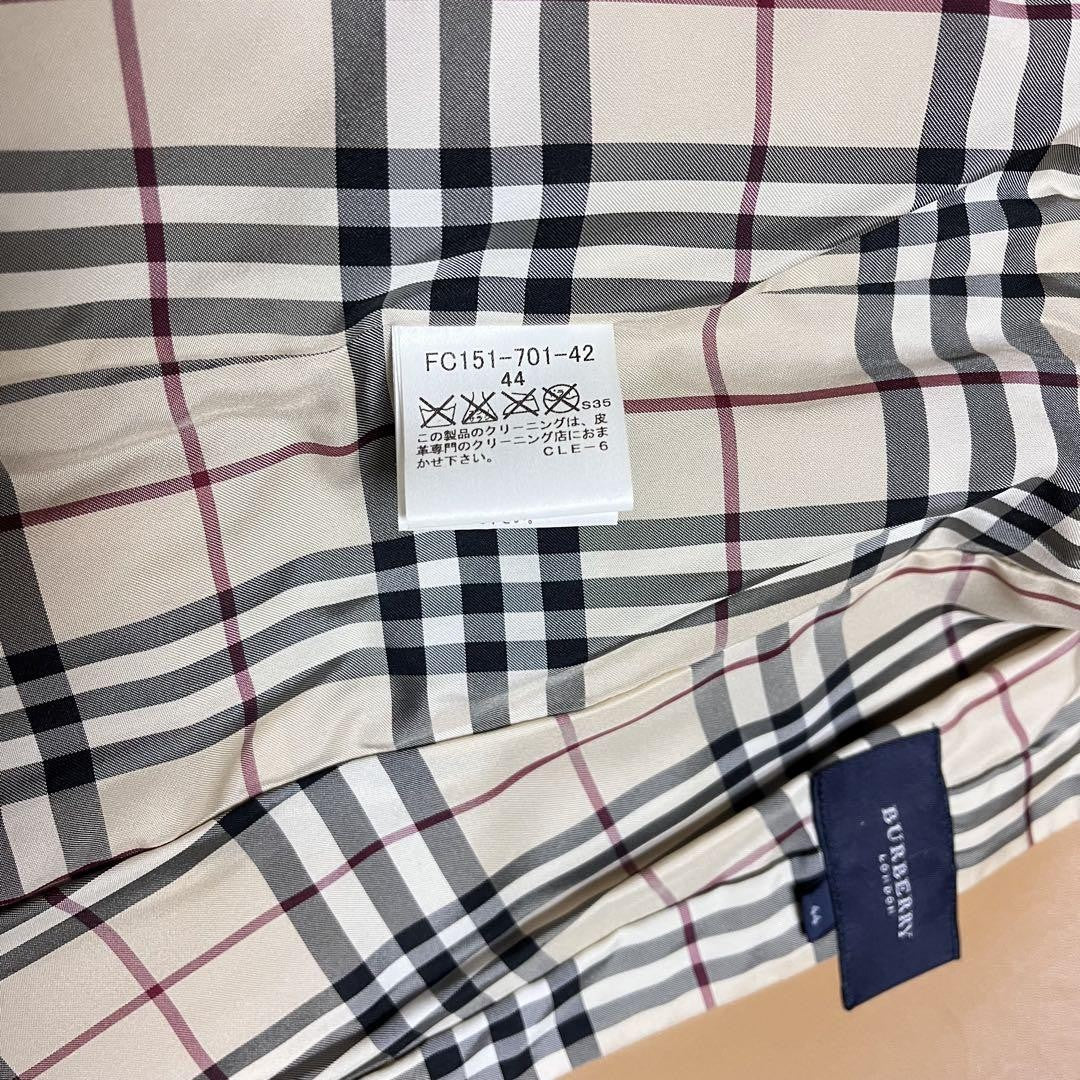 FC151-701-42
44
S35
この製品のクリーニングは、皮
革専門のクリーニング店におま
かせ下さい。 CLE-6
BURBERRY
LONDON
44